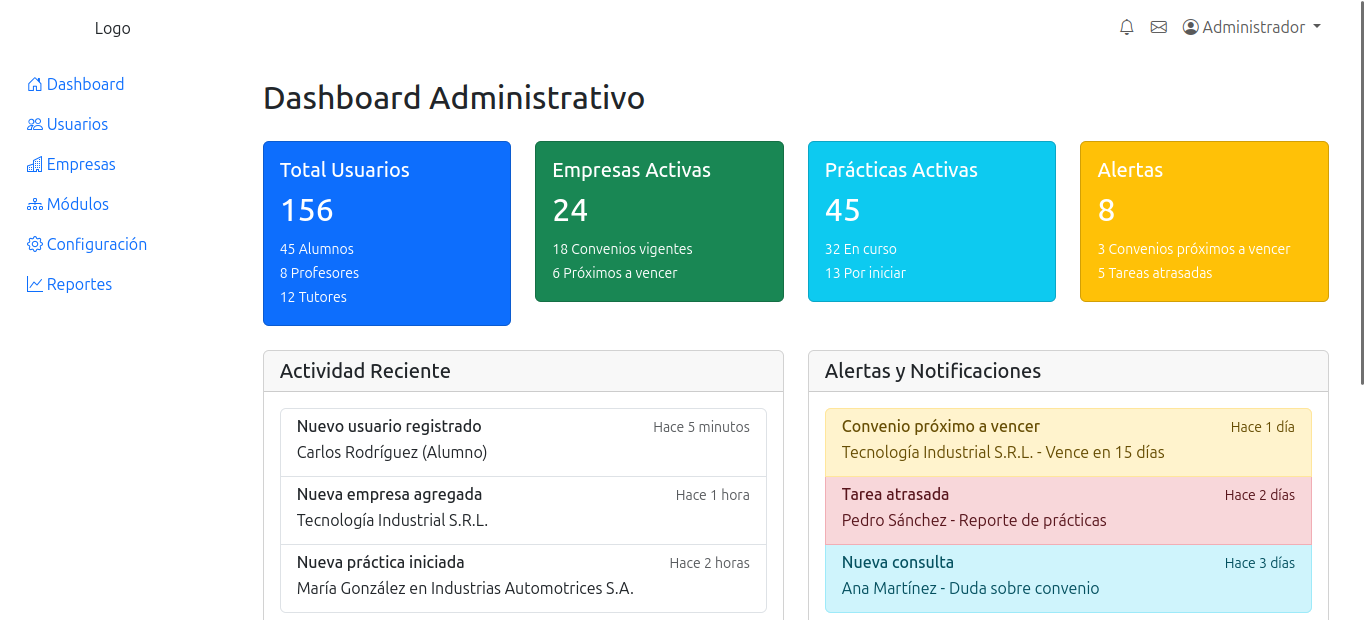 Logo
Administrador
Dashboard
Usuarios
Empresas
Módulos
Configuración
Reportes
Dashboard Administrativo
Total Usuarios
156
45 Alumnos
8 Profesores
12 Tutores
Empresas Activas
24
18 Convenios vigentes
6 Próximos a vencer
Prácticas Activas
45
32 En curso
13 Por iniciar
Alertas
8
3 Convenios próximos a vencer
5 Tareas atrasadas
Actividad Reciente
Nuevo usuario registrado Hace 5 minutos
Carlos Rodríguez (Alumno)
Nueva empresa agregada Hace 1 hora
Tecnología Industrial S.R.L.
Nueva práctica iniciada Hace 2 horas
María González en Industrias Automotrices S.A.
Alertas y Notificaciones
Convenio próximo a vencer Hace 1 día
Tecnología Industrial S.R.L. - Vence en 15 días
Tarea atrasada Hace 2 días
Pedro Sánchez - Reporte de prácticas
Nueva consulta Hace 3 días
Ana Martínez - Duda sobre convenio